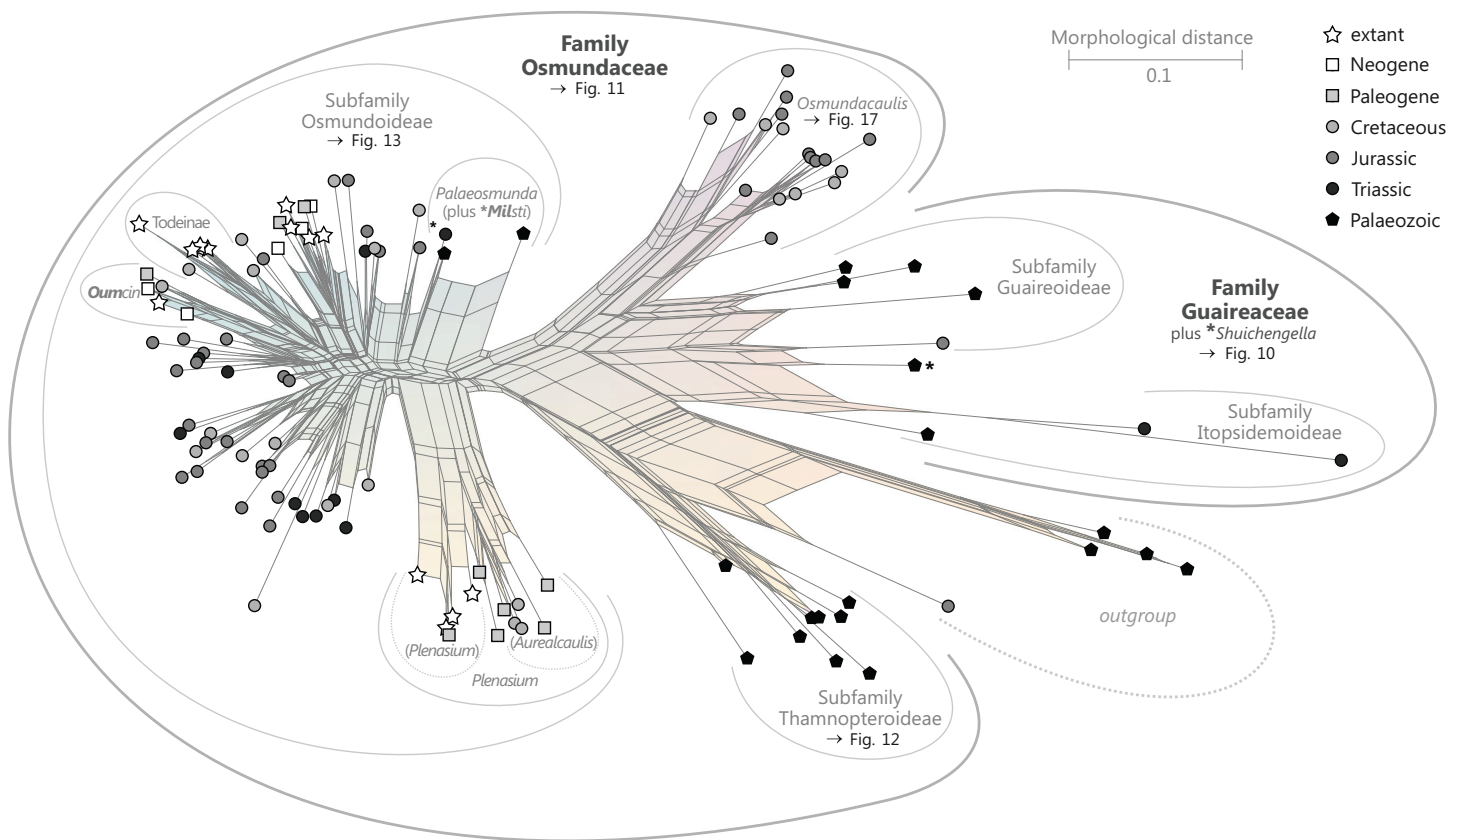 Family
Osmundaceae
→ Fig. 11
Morphological distance
0.1
extant
Neogene
Paleogene
Cretaceous
Jurassic
Triassic
Palaeozoic
Subfamily
Osmundoideae
→ Fig. 13
Osmundacaulis
→ Fig. 17
Palaeosmunda
(plus *Milsti)
*
Todeinae
Oumcin
Subfamily
Guaireoideae
Family
Guaireaceae
plus *Shuichengella
→ Fig. 10
*
Subfamily
Itopsidemoideae
outgroup
(Plenasium)
(Aurealcaulis)
Plenasium
Subfamily
Thamnopteroideae
→ Fig. 12